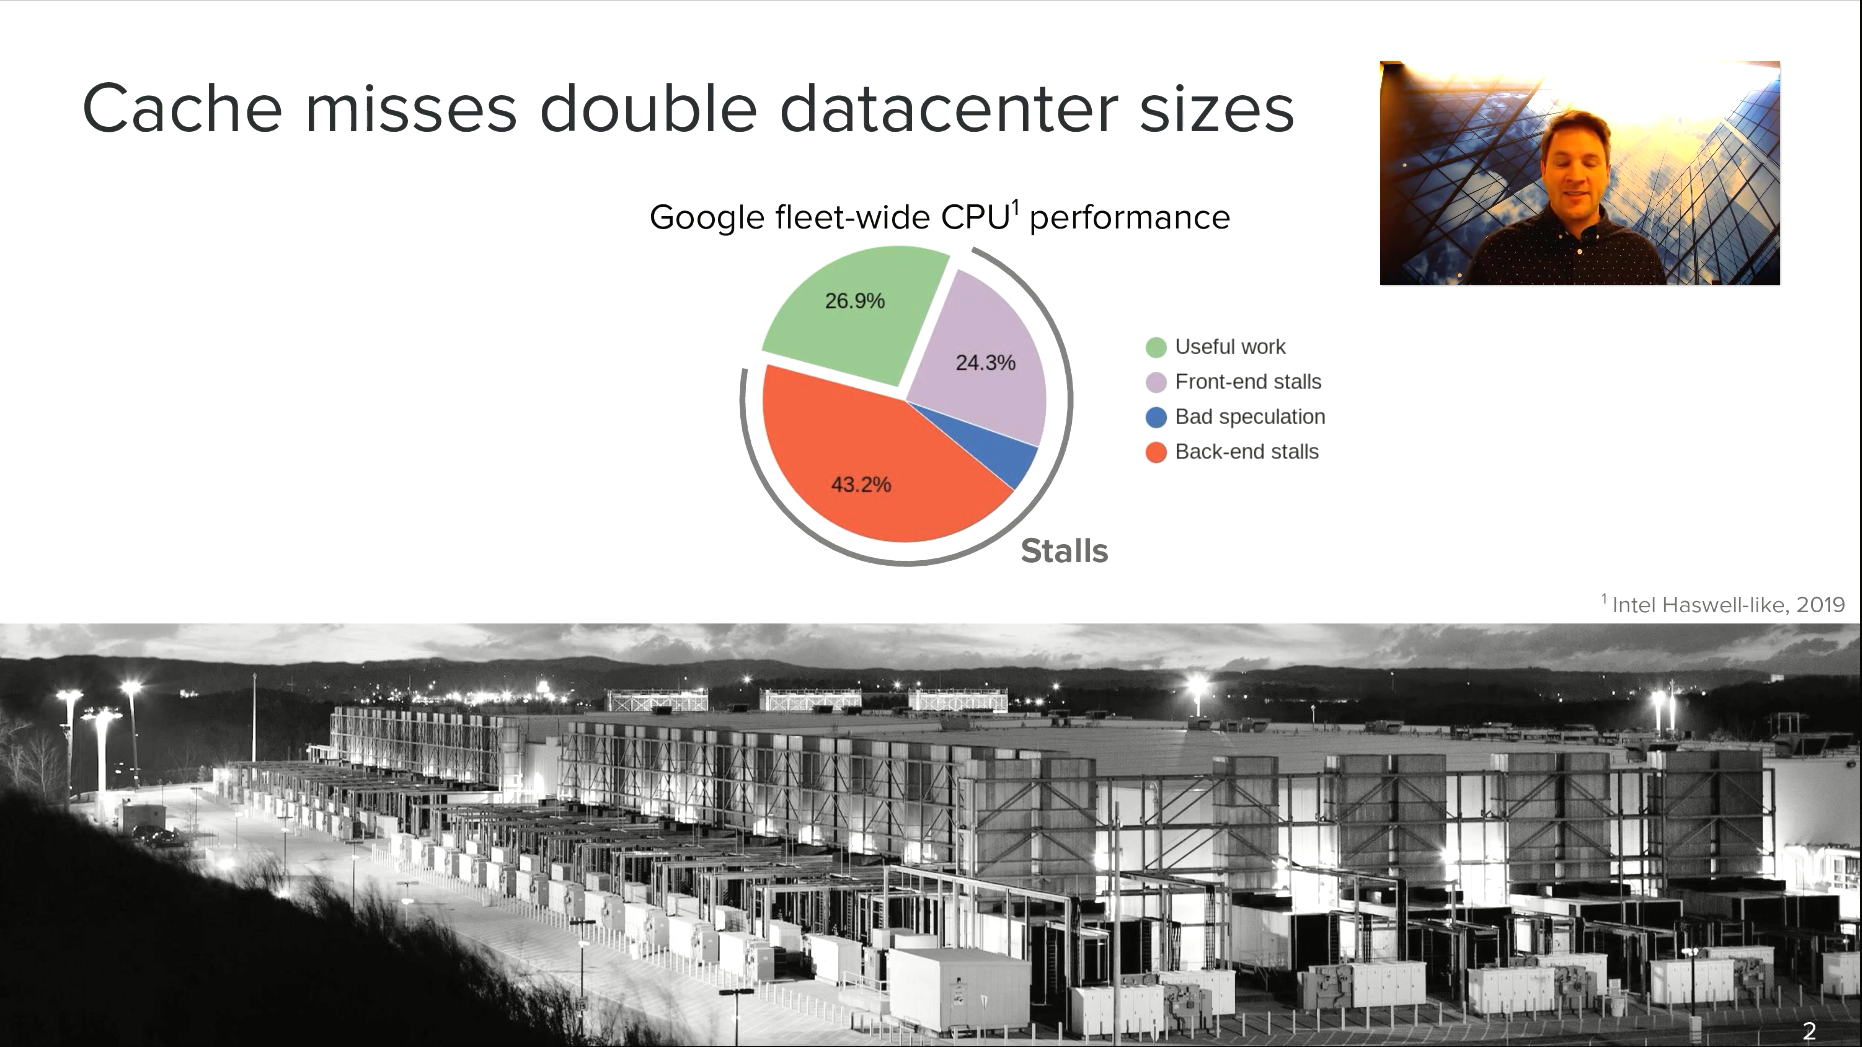 Cache misses double datacenter sizes
Google fleet-wide CPU¹ performance
26.9%
24.3%
43.2%
Useful work
Front-end stalls
Bad speculation
Back-end stalls
Stalls
¹ Intel Haswell-like, 2019
2